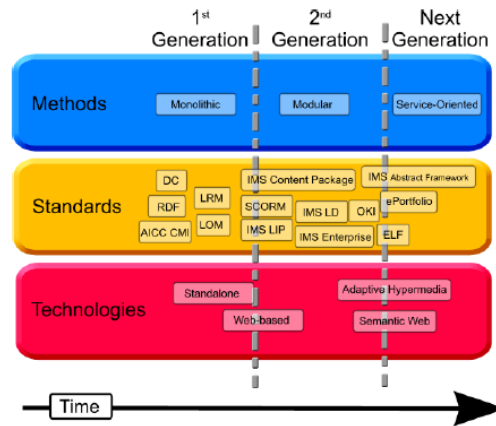 1st 2nd Next
Generation Generation Generation
Methods
Monolithic Modular Service-Oriented
Standards
DC IMS Content Package IMS Abstract Framework
RDF LRM SCORM IMS LD OKI ePortfolio
AICC CMI LOM IMS LIP IMS Enterprise ELF
Technologies
Standalone Adaptive Hypermedia
Web-based Semantic Web
Time